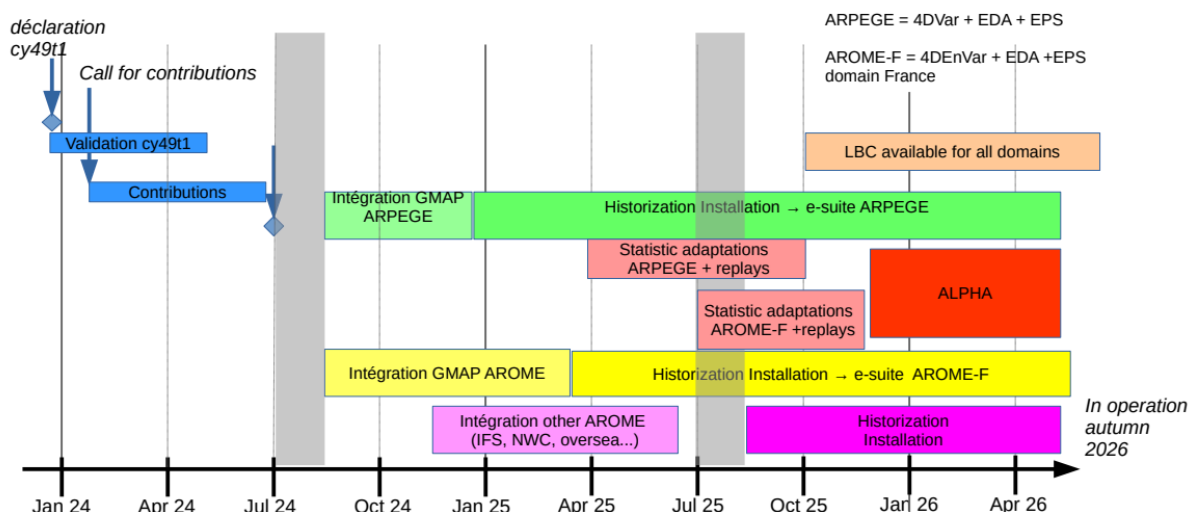 déclaration
cy49t1
Call for contributions
ARPEGE = 4DVar + EDA + EPS
AROME-F = 4DEnVar + EDA +EPS
domain France
Validation cy49t1
LBC available for all domains
Contributions
Intégration GMAP
ARPEGE
Historization Installation → e-suite ARPEGE
Statistic adaptations
ARPEGE + replays
ALPHA
Statistic adaptations
AROME-F +replays
Intégration GMAP AROME
Historization Installation → e-suite AROME-F
Intégration other AROME
(IFS, NWC, oversea...)
Historization
Installation
In operation
autumn
2026
Jan 24 Apr 24 Jul 24 Oct 24 Jan 25 Apr 25 Jul 25 Oct 25 Jan 26 Apr 26